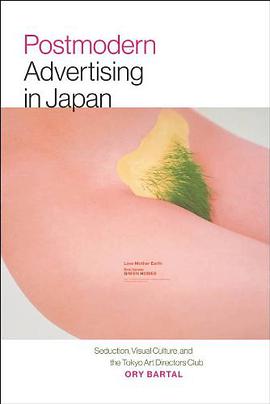 Postmodern
Advertising
in Japan
Love Mother Earth
Seduction, Visual Culture, and
the Tokyo Art Directors Club
ORY BARTAL